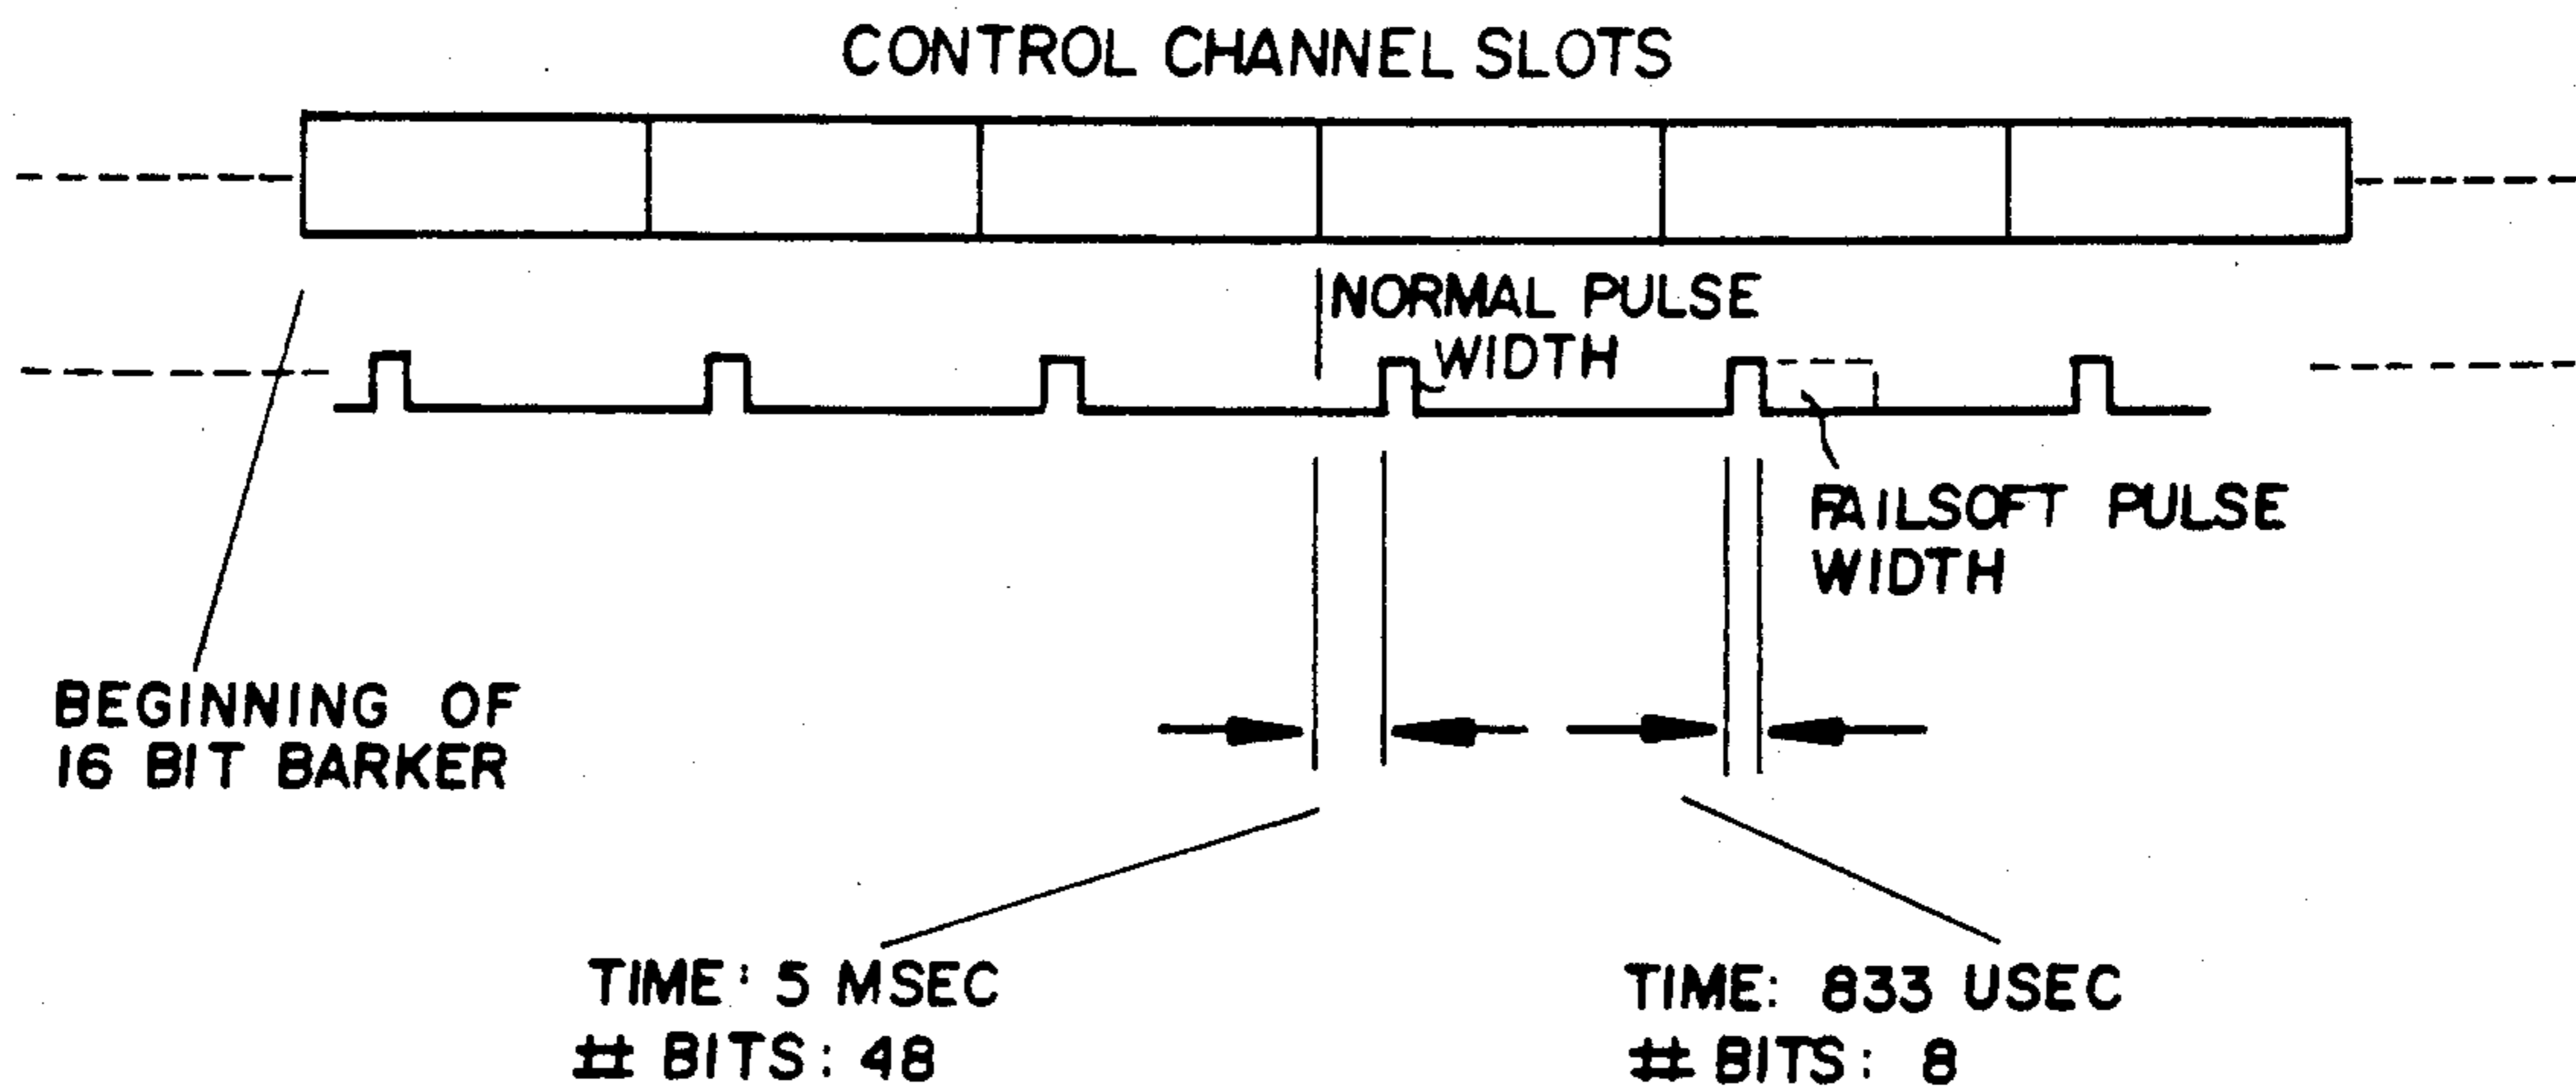 CONTROL CHANNEL SLOTS
NORMAL PULSE
WIDTH
FAILSOFT PULSE
WIDTH
BEGINNING OF
16 BIT BARKER
TIME: 5 MSEC
# BITS: 48
TIME: 833 USEC
# BITS: 8